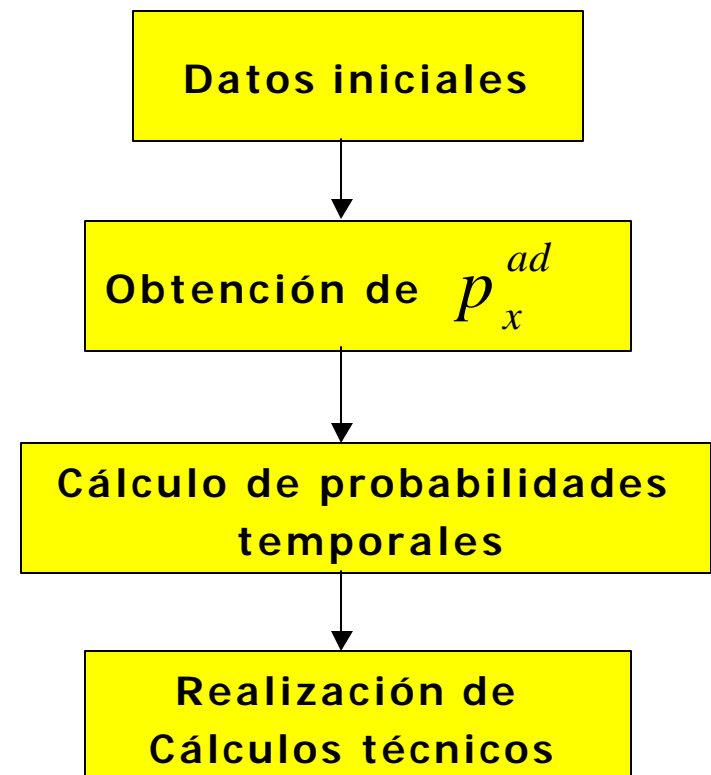 Datos iniciales
Obtención de p_x^{ad}
Cálculo de probabilidades
temporales
Realización de
Cálculos técnicos